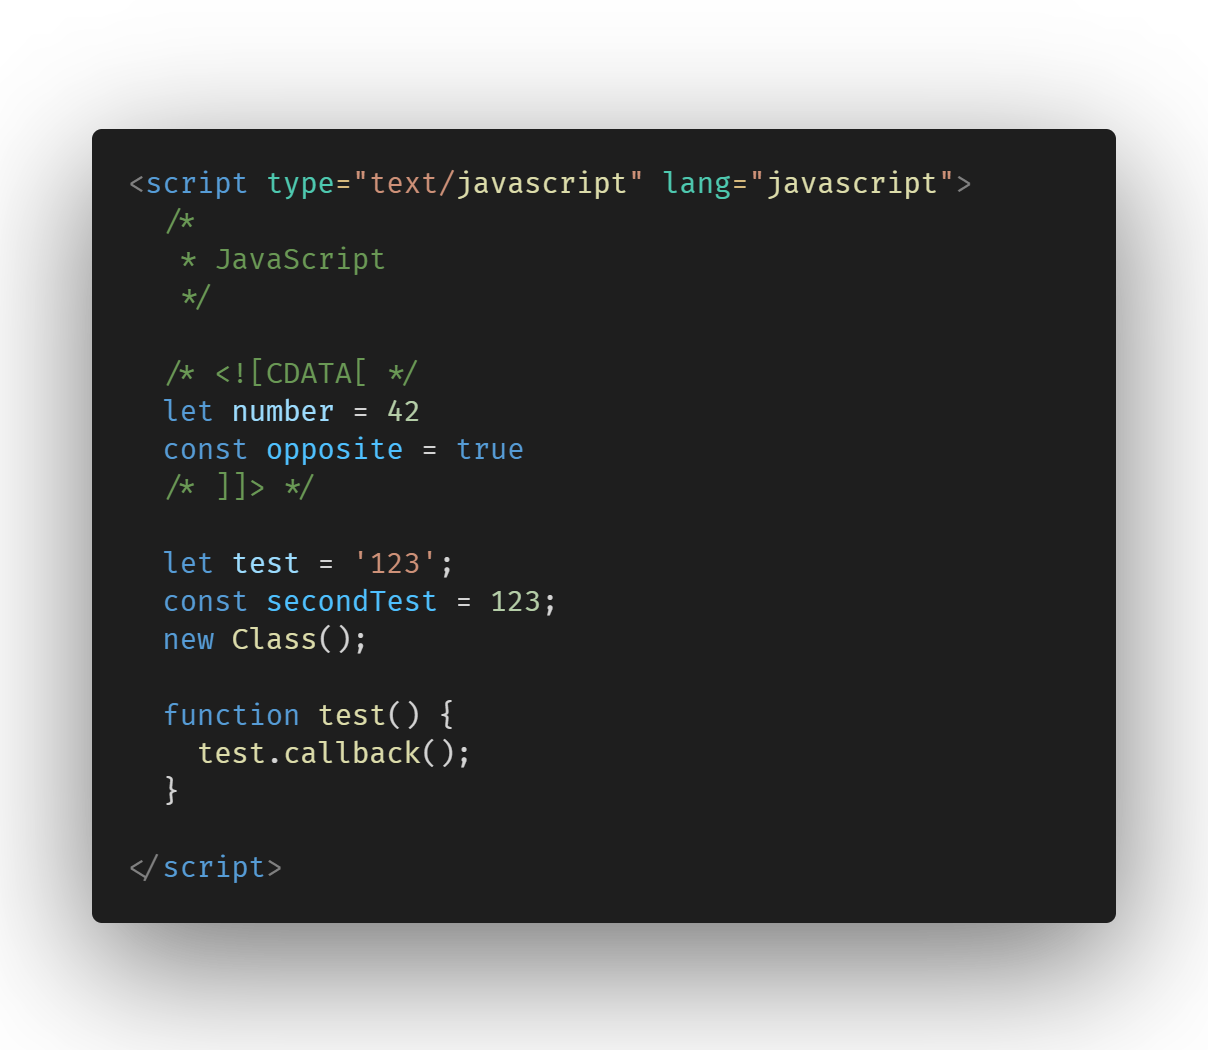 <script type="text/javascript" lang="javascript">
  /*
   * JavaScript
   */

  /* <![CDATA[ */
  let number = 42
  const opposite = true
  /* ]]> */

  let test = '123';
  const secondTest = 123;
  new Class();

  function test() {
    test.callback();
  }

</script>